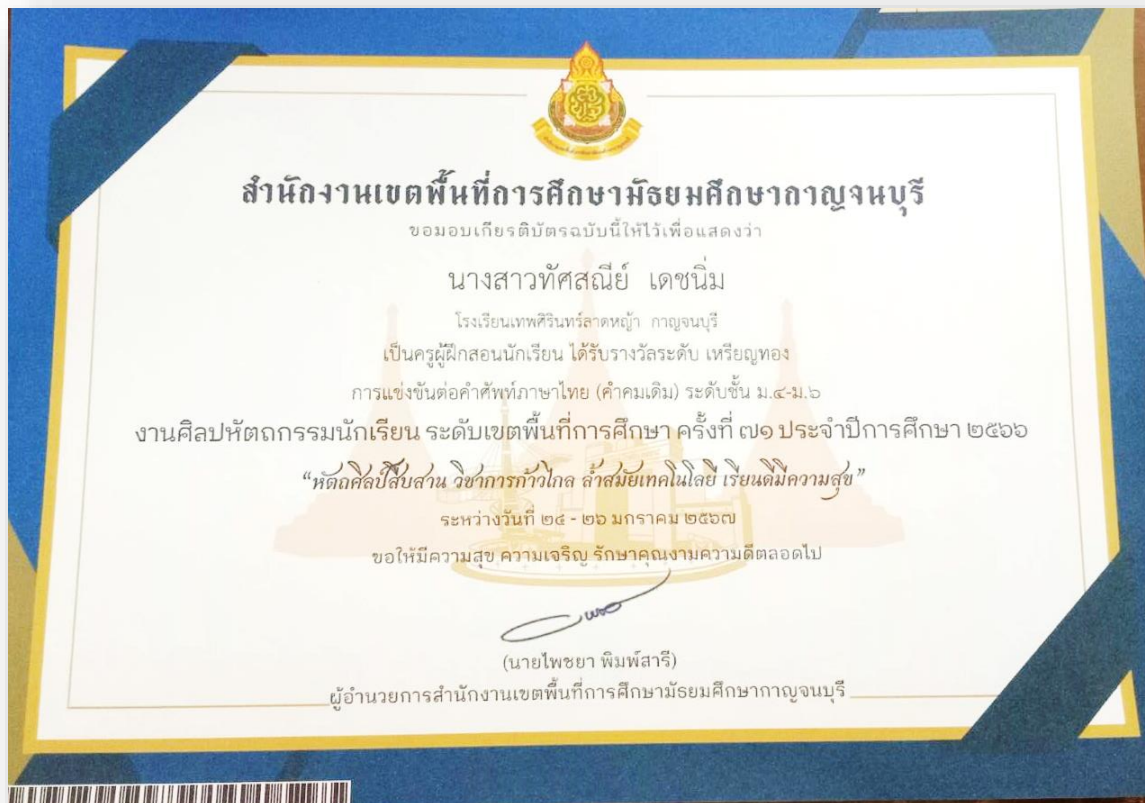 สำนักงานเขตพื้นที่การศึกษามัธยมศึกษากาญจนบุรี
ขอมอบเกียรติบัตรฉบับนี้ให้ไว้เพื่อแสดงว่า
นางสาวทัศสณีย์ เดชนิ่ม
โรงเรียนเทพศิรินทร์ลาดหญ้า กาญจนบุรี
เป็นครูผู้ฝึกสอนนักเรียน ได้รับรางวัลระดับ เหรียญทอง
การแข่งขันต่อคำศัพท์ภาษาไทย (คำคมเดิม) ระดับชั้น ม.๔-ม.๖
งานศิลปหัตถกรรมนักเรียน ระดับเขตพื้นที่การศึกษา ครั้งที่ ๗๑ ประจำปีการศึกษา ๒๕๖๖
“หัตถศิลป์สืบสาน วิชาการก้าวไกล ล้ำสมัยเทคโนโลยี เรียนดีมีความสุข”
ระหว่างวันที่ ๒๔ - ๒๖ มกราคม ๒๕๖๗
ขอให้มีความสุข ความเจริญ รักษาคุณงามความดีตลอดไป
(นายไพชยา พิมพ์สารี)
ผู้อำนวยการสำนักงานเขตพื้นที่การศึกษามัธยมศึกษากาญจนบุรี